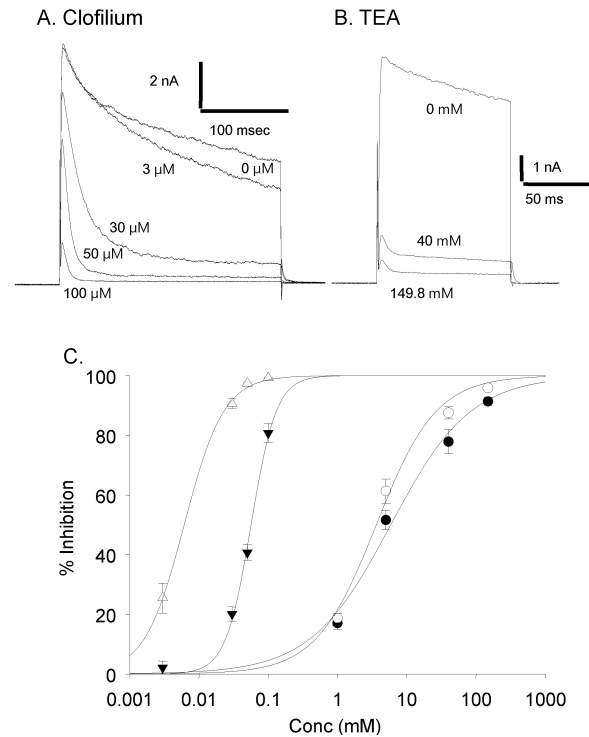 A. Clofilium
B. TEA
2 nA
100 msec
0 µM
3 µM
30 µM
50 µM
100 µM
0 mM
1 nA
50 ms
40 mM
149.8 mM
C.
100
80
60
40
20
0
% Inhibition
0.001
0.01
0.1
1
10
100
1000
Conc (mM)